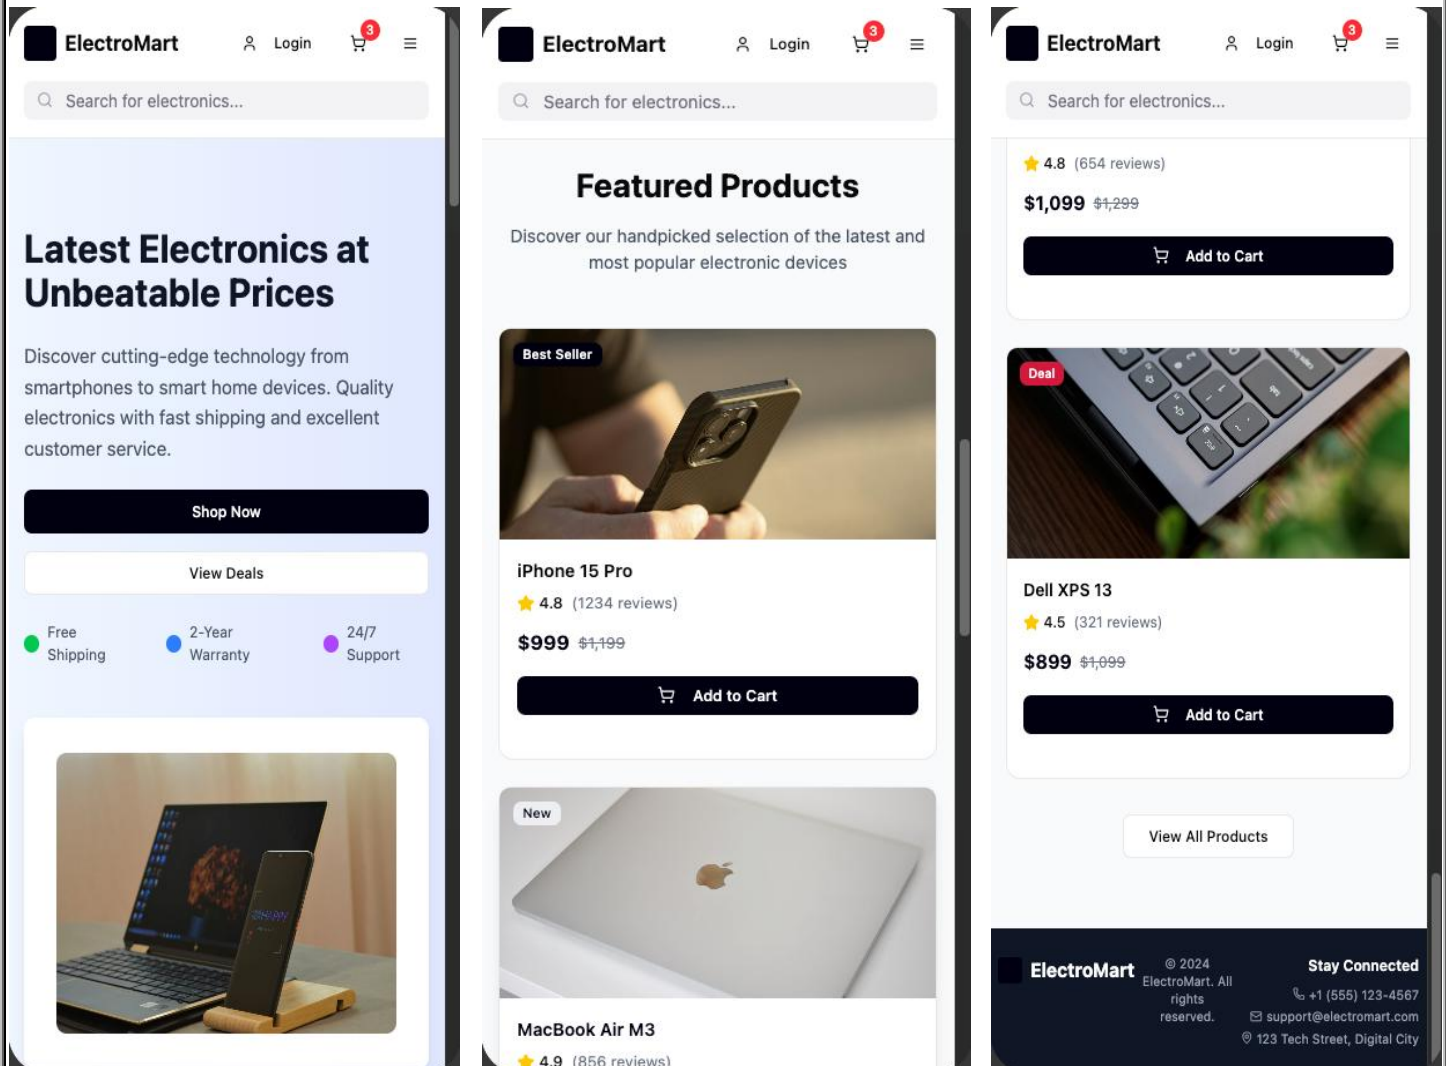 ElectroMart
Login
3
Search for electronics...
Latest Electronics at
Unbeatable Prices
Discover cutting-edge technology from
smartphones to smart home devices. Quality
electronics with fast shipping and excellent
customer service.
Shop Now
View Deals
Free
Shipping
2-Year
Warranty
24/7
Support
ElectroMart
Login
3
Search for electronics...
Featured Products
Discover our handpicked selection of the latest and
most popular electronic devices
Best Seller
iPhone 15 Pro
4.8 (1234 reviews)
$999 $1,199
Add to Cart
New
MacBook Air M3
4.9 (856 reviews)
ElectroMart
Login
3
Search for electronics...
4.8 (654 reviews)
$1,099 $1,299
Add to Cart
Deal
Dell XPS 13
4.5 (321 reviews)
$899 $1,099
Add to Cart
View All Products
ElectroMart
© 2024
ElectroMart. All
rights
reserved.
Stay Connected
+1 (555) 123-4567
support@electromart.com
123 Tech Street, Digital City